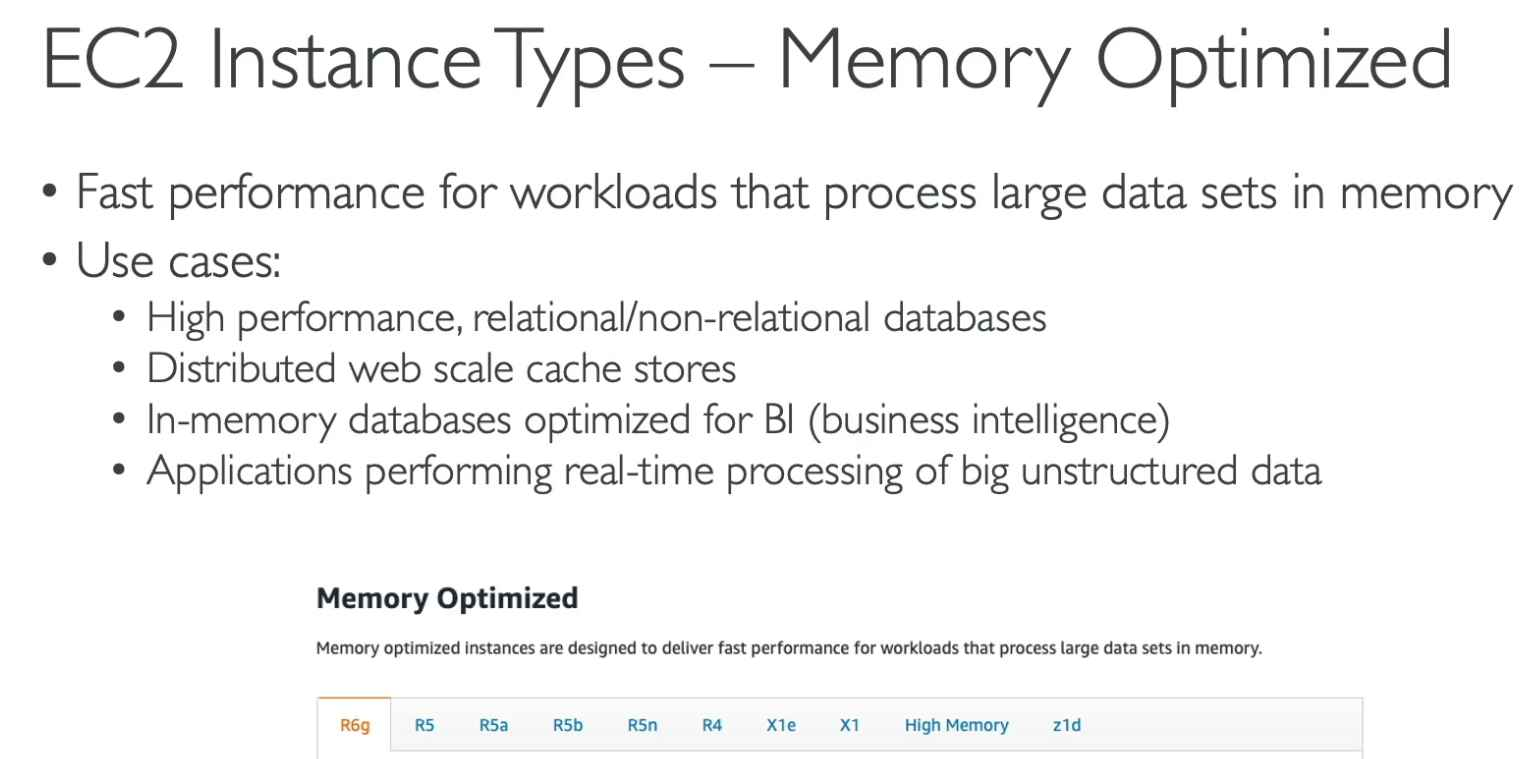 EC2 Instance Types – Memory Optimized
• Fast performance for workloads that process large data sets in memory
• Use cases:
• High performance, relational/non-relational databases
• Distributed web scale cache stores
• In-memory databases optimized for BI (business intelligence)
• Applications performing real-time processing of big unstructured data
Memory Optimized
Memory optimized instances are designed to deliver fast performance for workloads that process large data sets in memory.
R6g R5 R5a R5b R5n R4 X1e X1 High Memory z1d